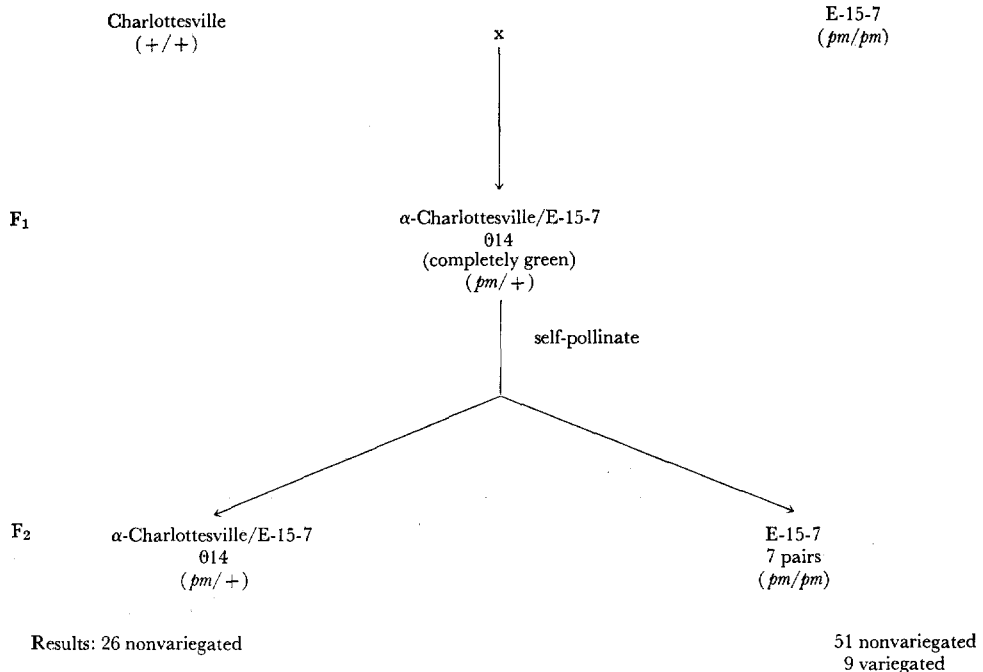 Charlottesville
(+/+)
x
E-15-7
(pm/pm)
F₁
α-Charlottesville/E-15-7
Θ14
(completely green)
(pm/+)
self-pollinate
F₂
α-Charlottesville/E-15-7
Θ14
(pm/+)
E-15-7
7 pairs
(pm/pm)
Results: 26 nonvariegated
51 nonvariegated
9 variegated